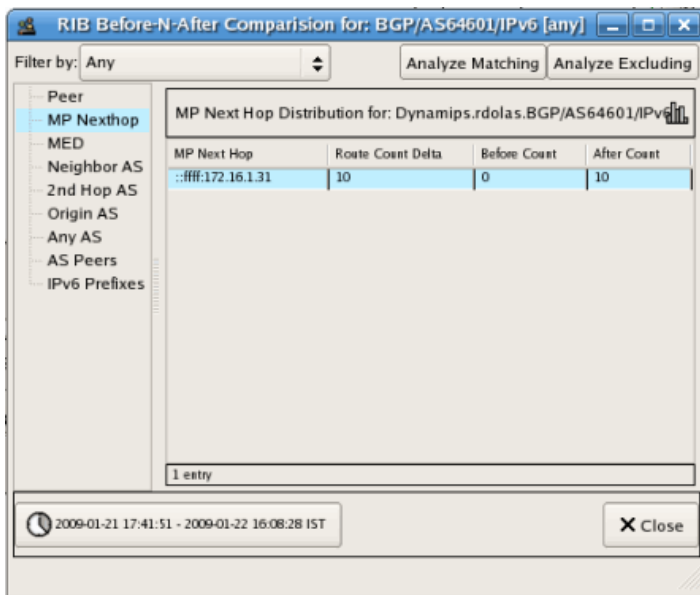 RIB Before-N-After Comparision for: BGP/AS64601/IPv6 [any]
Filter by: Any Analyze Matching Analyze Excluding
Peer
MP Nexthop
MED
Neighbor AS
2nd Hop AS
Origin AS
Any AS
AS Peers
IPv6 Prefixes
MP Next Hop Distribution for: Dynamips.rdolas.BGP/AS64601/IPv6
MP Next Hop Route Count Delta Before Count After Count
::ffff:172.16.1.31 10 0 10
1 entry
2009-01-21 17:41:51 - 2009-01-22 16:08:28 IST
Close